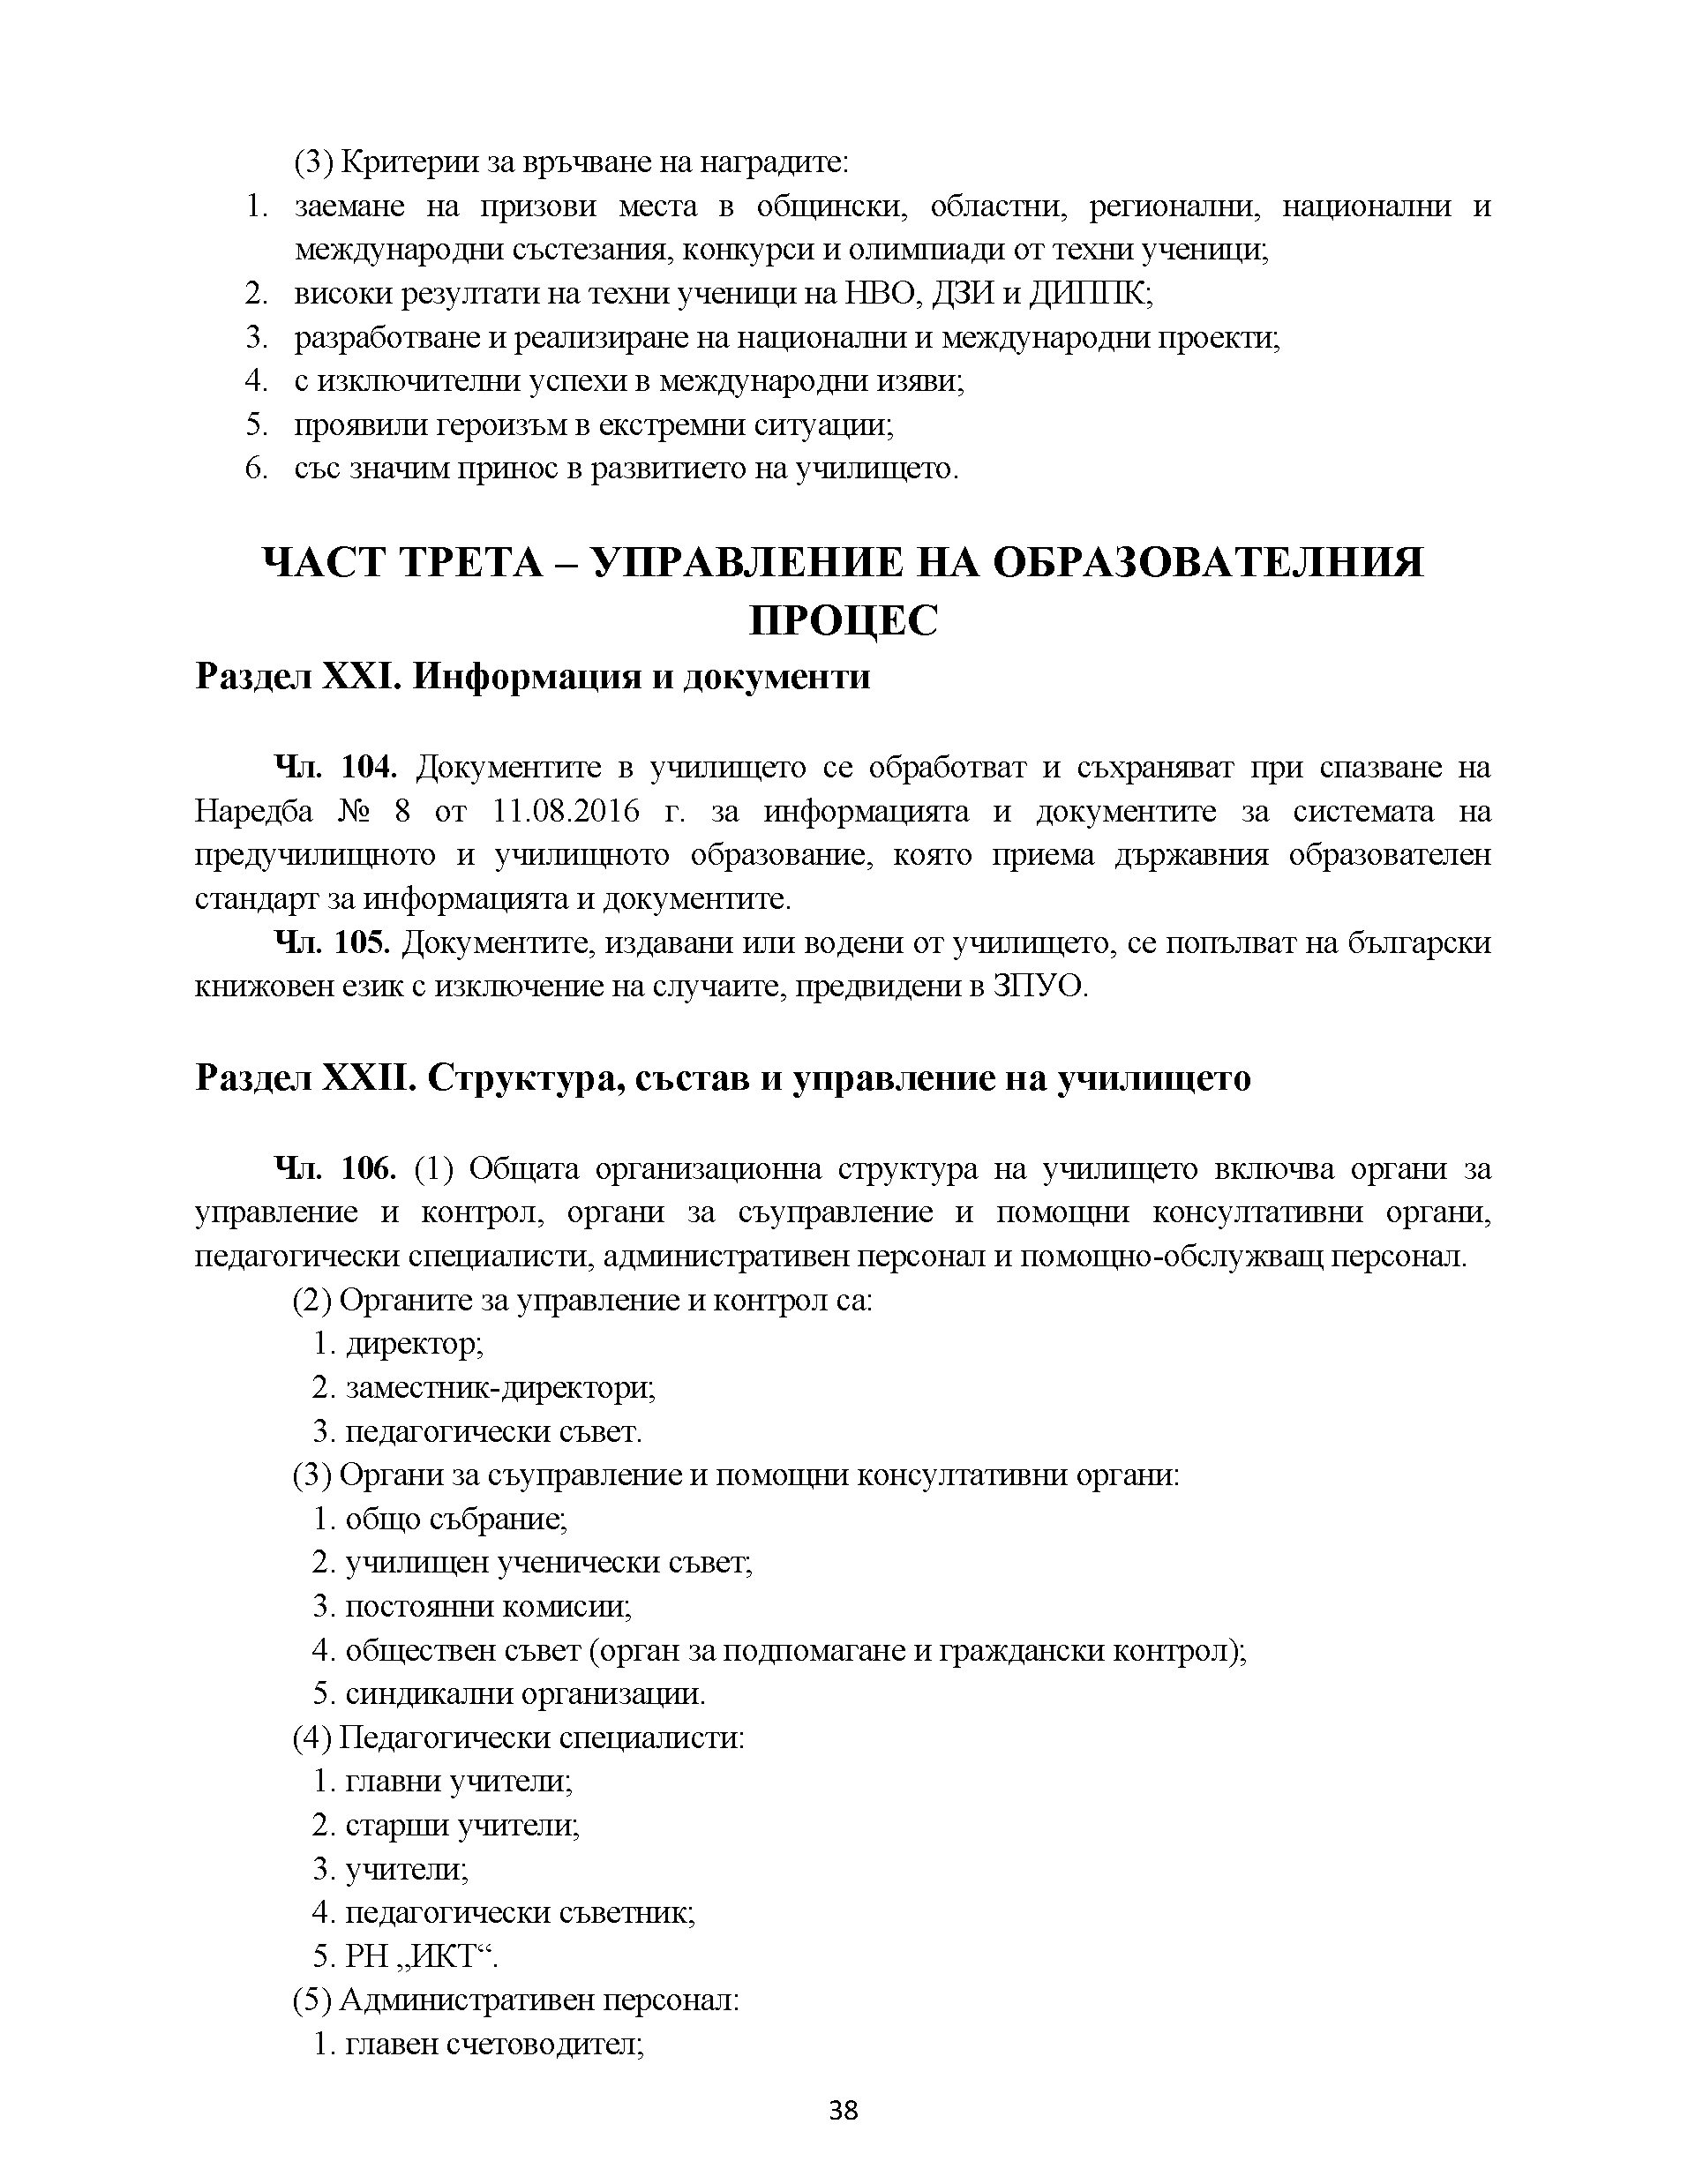 (3) Критерии за връчване на наградите:
1. заемане на призови места в общински, областни, регионални, национални и
международни състезания, конкурси и олимпиади от техни ученици;
2. високи резултати на техни ученици на НВО, ДЗИ и ДИППК;
3. разработване и реализиране на национални и международни проекти;
4. с изключителни успехи в международни изяви;
5. проявили героизъм в екстремни ситуации;
6. със значим принос в развитието на училището.
ЧАСТ ТРЕТА – УПРАВЛЕНИЕ НА ОБРАЗОВАТЕЛНИЯ
ПРОЦЕС
Раздел XXI. Информация и документи
Чл. 104. Документите в училището се обработват и съхраняват при спазване на
Наредба № 8 от 11.08.2016 г. за информацията и документите за системата на
предучилищното и училищното образование, която приема държавния образователен
стандарт за информацията и документите.
Чл. 105. Документите, издавани или водени от училището, се попълват на български
книжовен език с изключение на случаите, предвидени в ЗПУО.
Раздел XXII. Структура, състав и управление на училището
Чл. 106. (1) Общата организационна структура на училището включва органи за
управление и контрол, органи за съуправление и помощни консултативни органи,
педагогически специалисти, административен персонал и помощно-обслужващ персонал.
(2) Органите за управление и контрол са:
1. директор;
2. заместник-директори;
3. педагогически съвет.
(3) Органи за съуправление и помощни консултативни органи:
1. общо събрание;
2. училищен ученически съвет;
3. постоянни комисии;
4. обществен съвет (орган за подпомагане и граждански контрол);
5. синдикални организации.
(4) Педагогически специалисти:
1. главни учители;
2. старши учители;
3. учители;
4. педагогически съветник;
5. РН „ИКТ“.
(5) Административен персонал:
1. главен счетоводител;
38